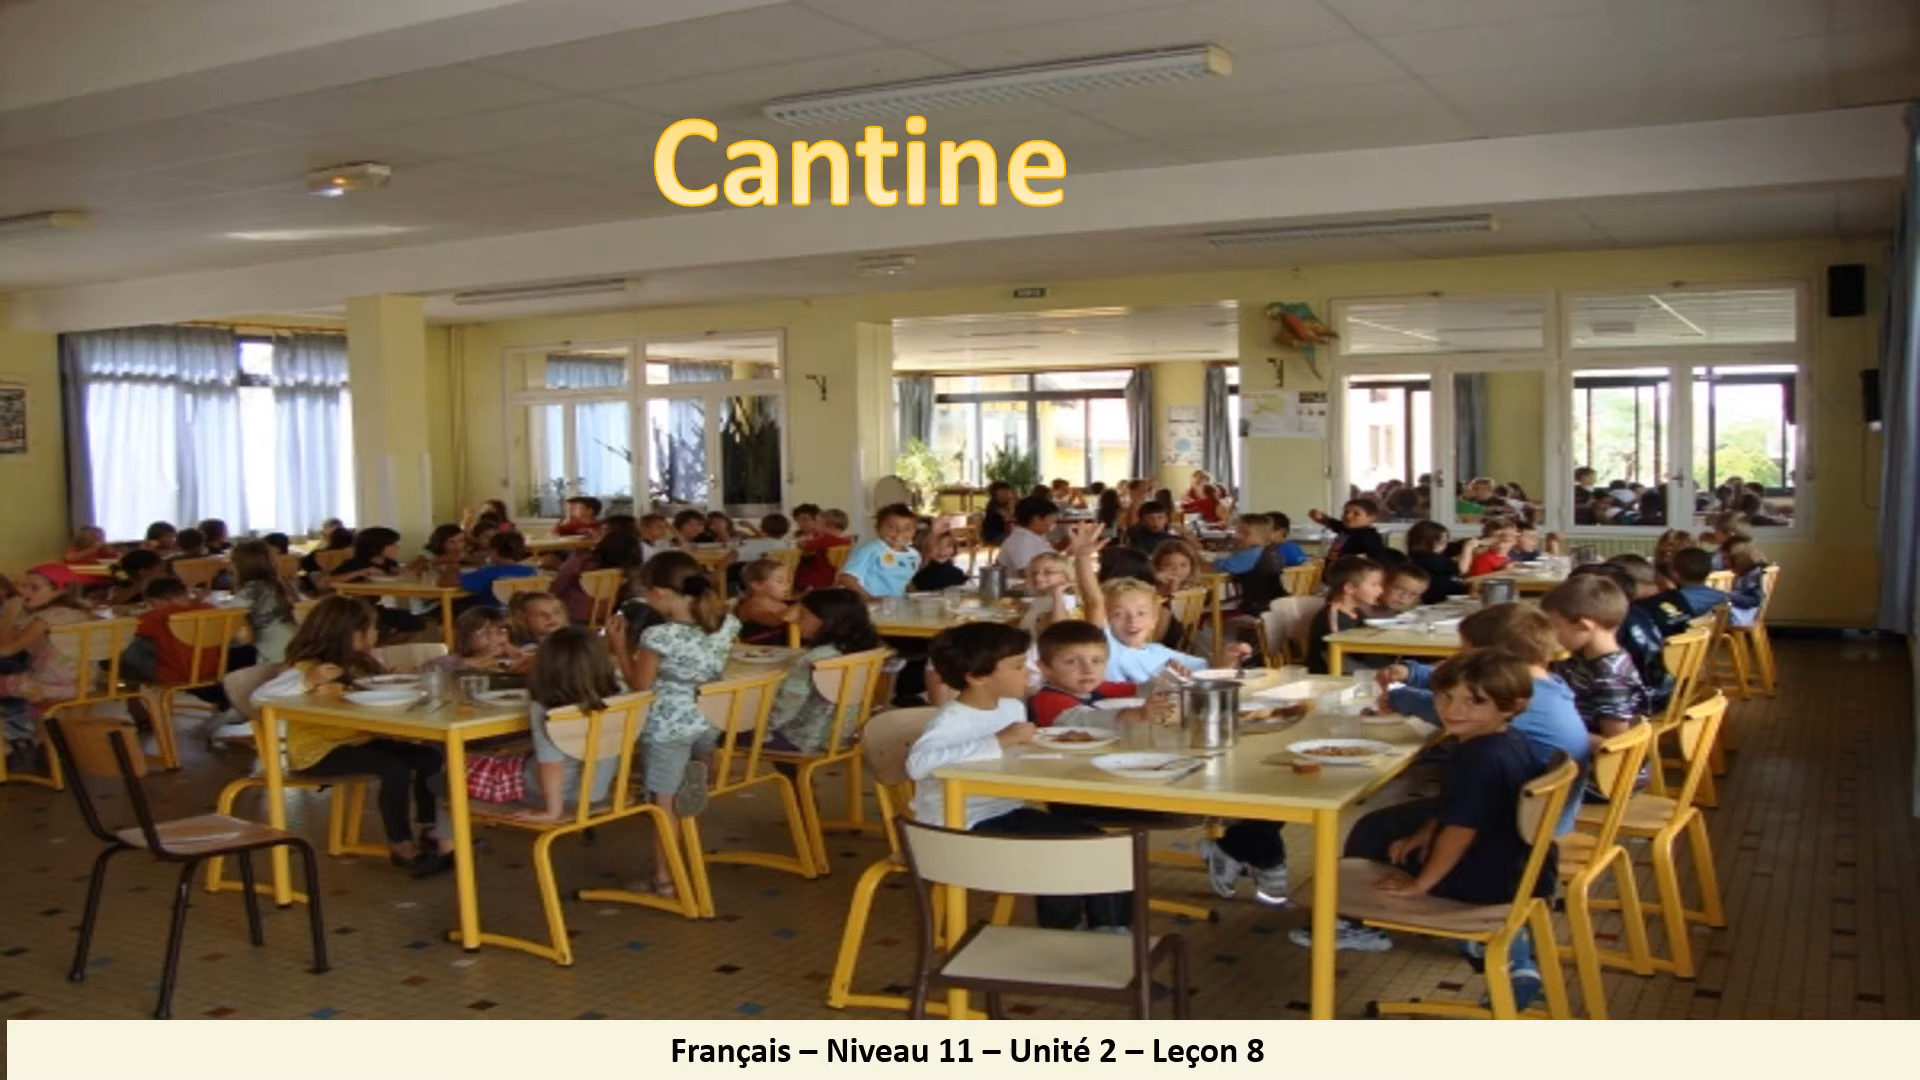 Cantine
Français – Niveau 11 – Unité 2 – Leçon 8